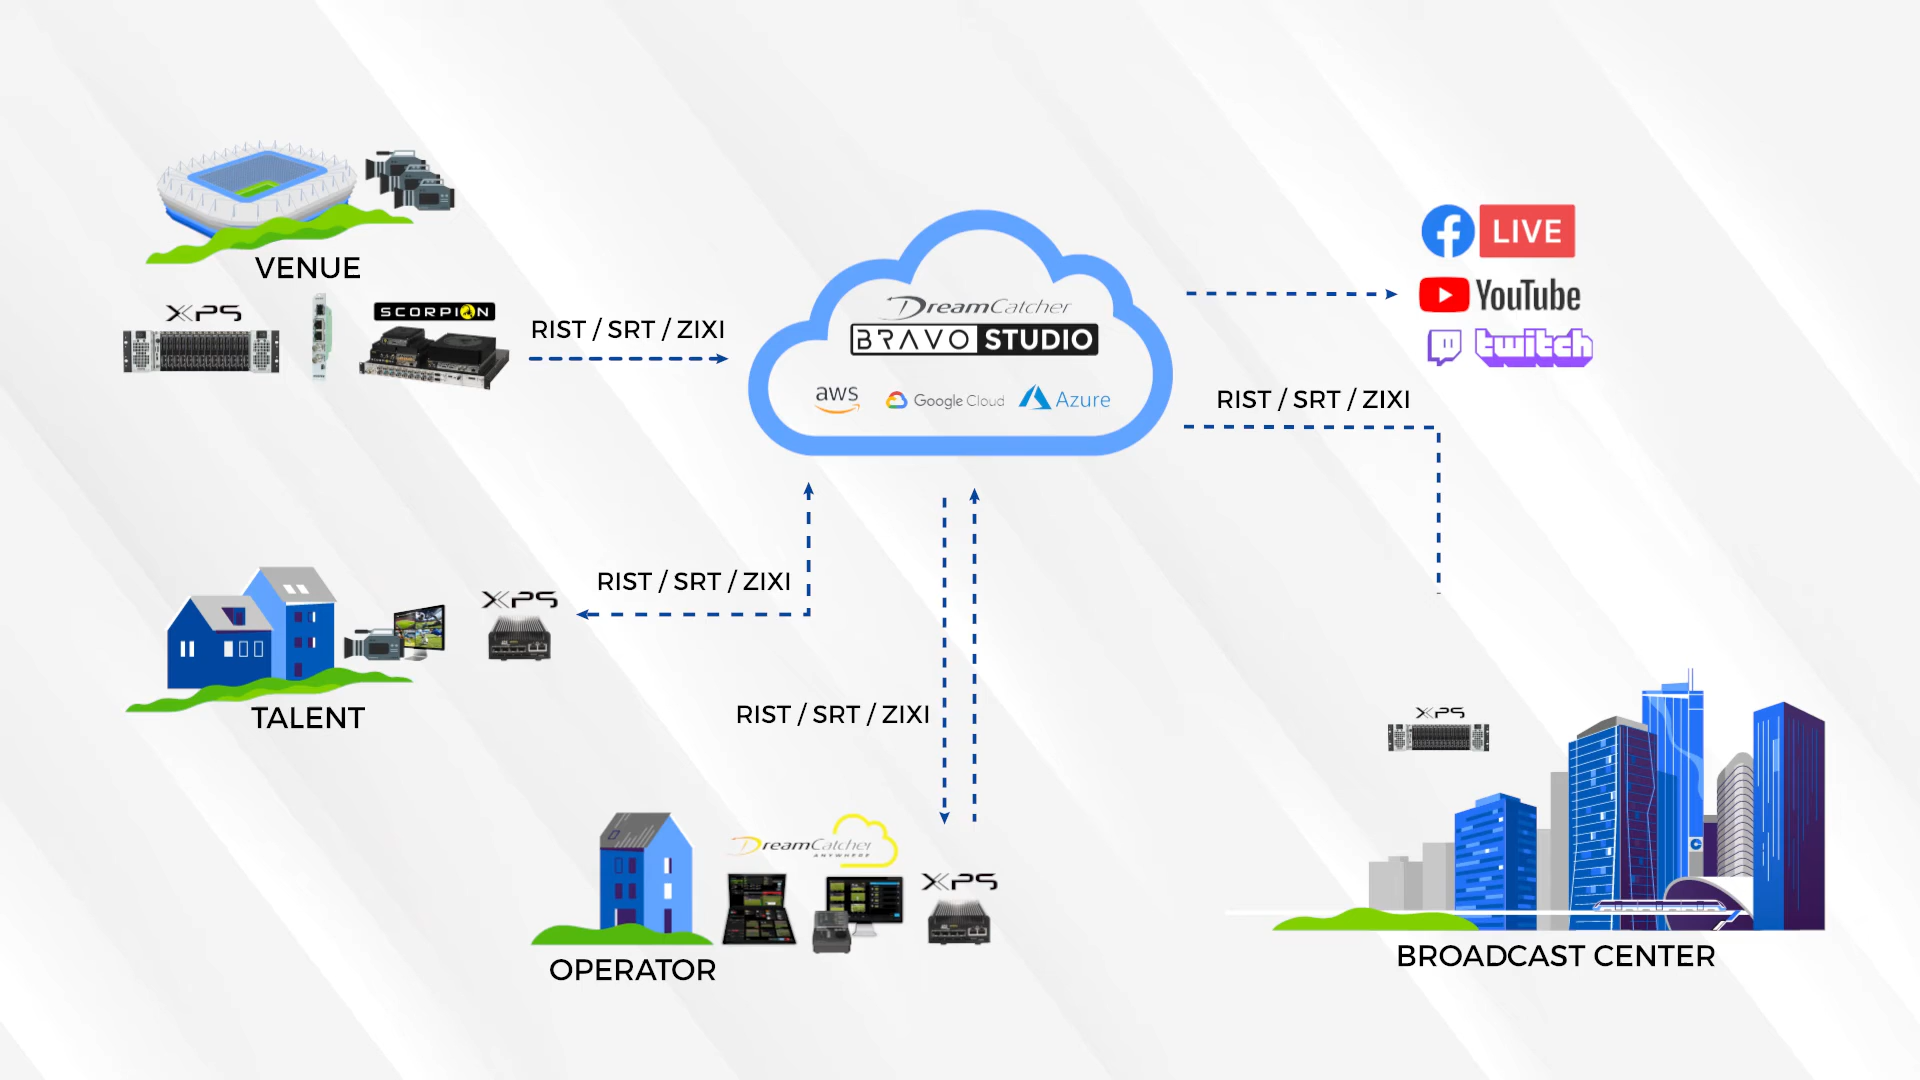 VENUE
XPS
SCORPION
RIST / SRT / ZIXI
DreamCatcher
BRAVO STUDIO
aws
Google Cloud
Azure
LIVE
YouTube
twitch
RIST / SRT / ZIXI
TALENT
XPS
RIST / SRT / ZIXI
RIST / SRT / ZIXI
OPERATOR
DreamCatcher
ANYWHERE
XPS
XPS
BROADCAST CENTER